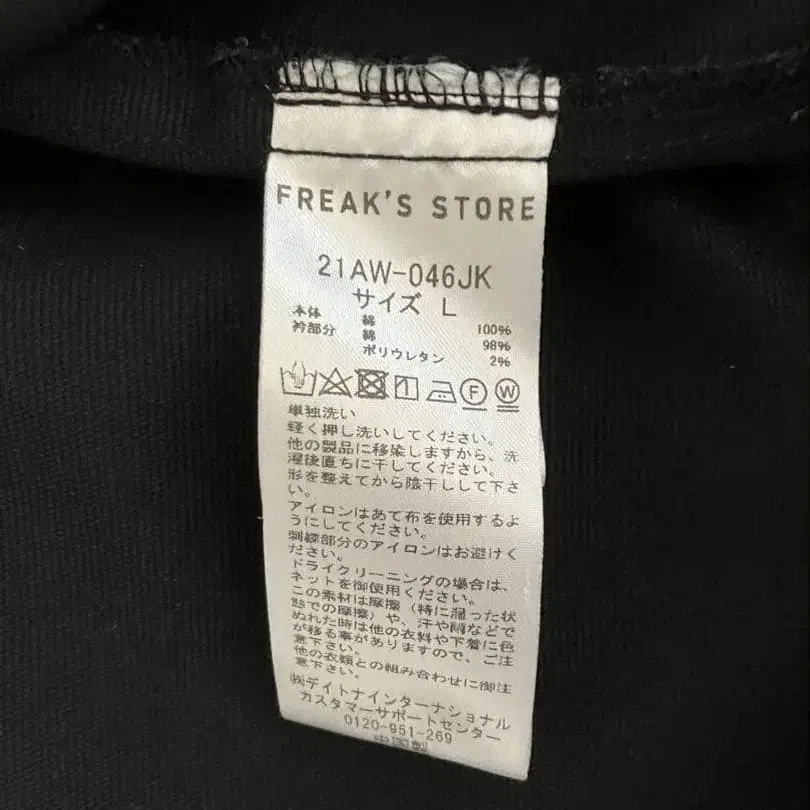 FREAK'S STORE
21AW-046JK
サイズ L
本体 綿 100%
衿部分 綿 98%
ポリウレタン 2%
F W
単独洗い
軽く押し洗いしてください。
他の製品に移染しますから、洗
濯後直ちに干してください。
形を整えてから陰干しして下さ
い。
アイロンはあて布を使用するよ
うにしてください。
刺繍部分のアイロンはお避けく
ださい。
ドライクリーニングの場合は、
ネットを御使用ください。
この素材は摩擦（特に湿った状
態での摩擦）や、汗や雨などで
ぬれた時は他の衣料や下着に色
が移る事がありますので、ご注
意下さい。
他の衣類との組み合わせに御注
意下さい。
㈱デイトナインターナショナル
カスタマーサポートセンター
0120-951-269
中国製